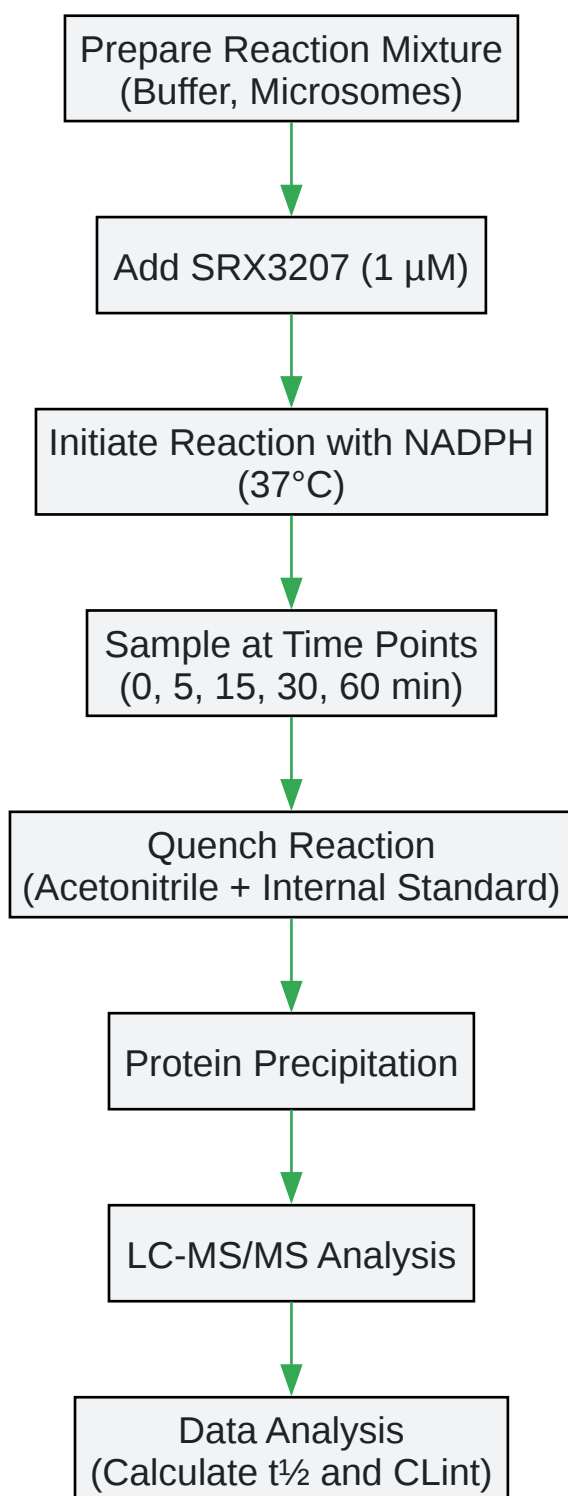 Prepare Reaction Mixture
(Buffer, Microsomes)
Add SRX3207 (1 µM)
Initiate Reaction with NADPH
(37°C)
Sample at Time Points
(0, 5, 15, 30, 60 min)
Quench Reaction
(Acetonitrile + Internal Standard)
Protein Precipitation
LC-MS/MS Analysis
Data Analysis
(Calculate t½ and CLint)